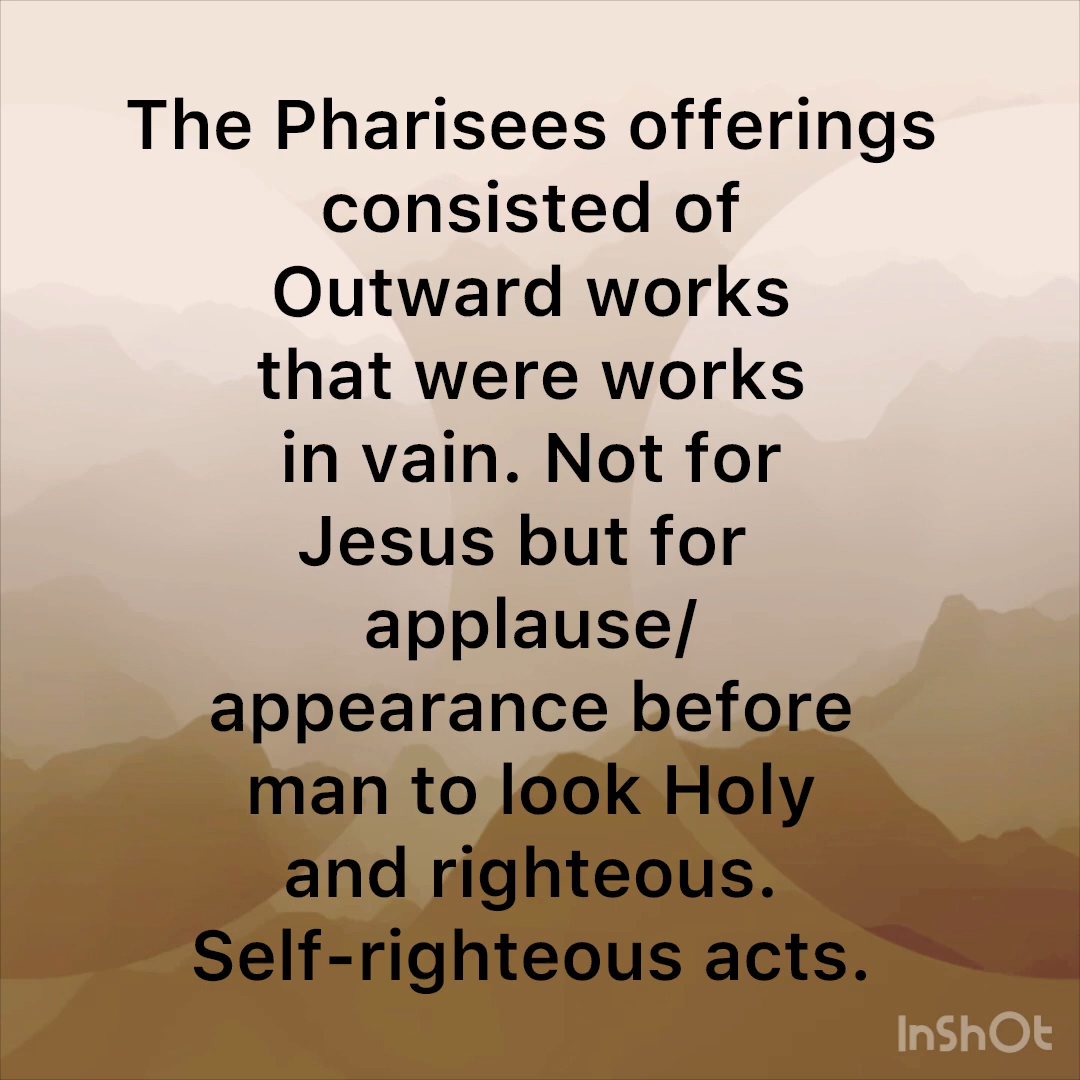 The Pharisees offerings
consisted of
Outward works
that were works
in vain. Not for
Jesus but for
applause/
appearance before
man to look Holy
and righteous.
Self-righteous acts.
InShOt